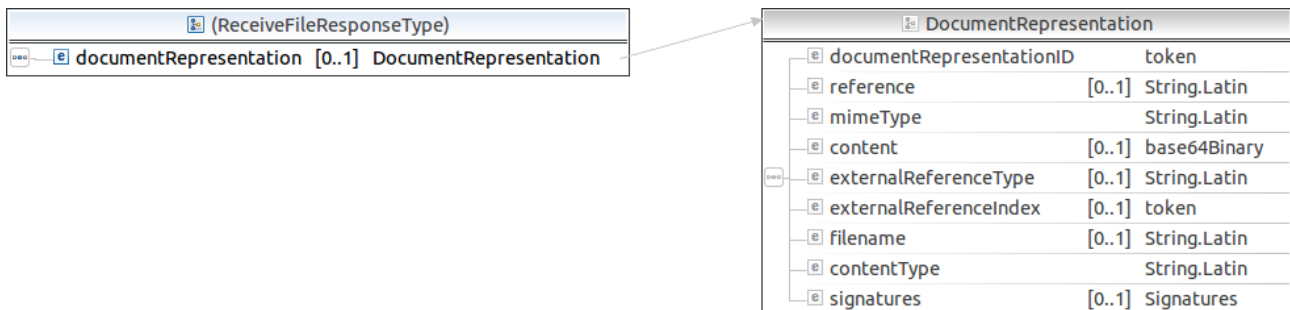 (ReceiveFileResponseType)
documentRepresentation [0..1] DocumentRepresentation
DocumentRepresentation
documentRepresentationID token
reference [0..1] String.Latin
mimeType String.Latin
content [0..1] base64Binary
externalReferenceType [0..1] String.Latin
externalReferenceIndex [0..1] token
filename [0..1] String.Latin
contentType String.Latin
signatures [0..1] Signatures